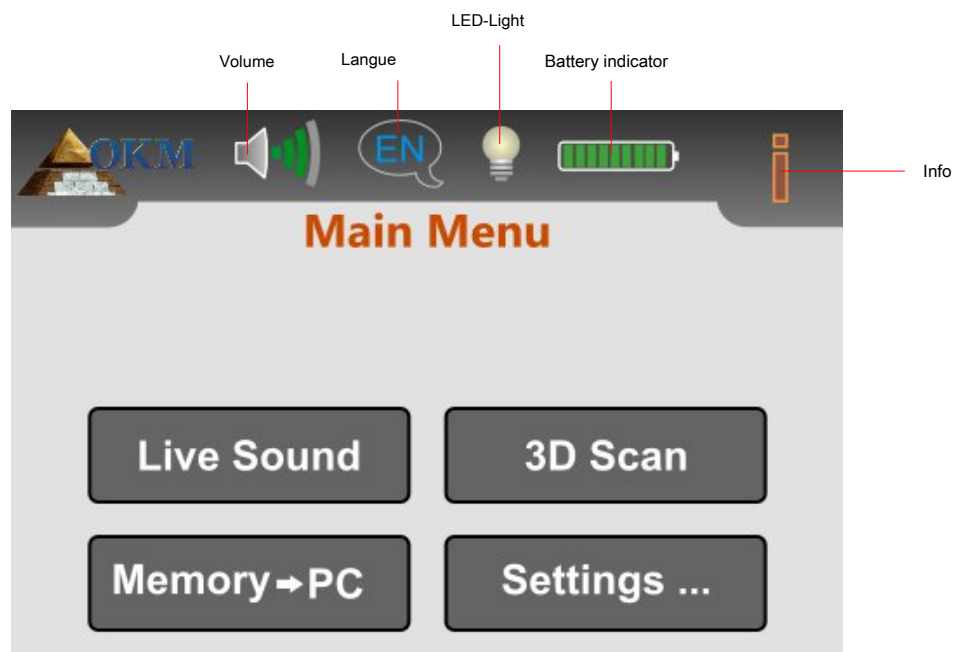 LED-Light
Volume Langue Battery indicator
OKM EN
Info
Main Menu
Live Sound 3D Scan
Memory➡PC Settings ...